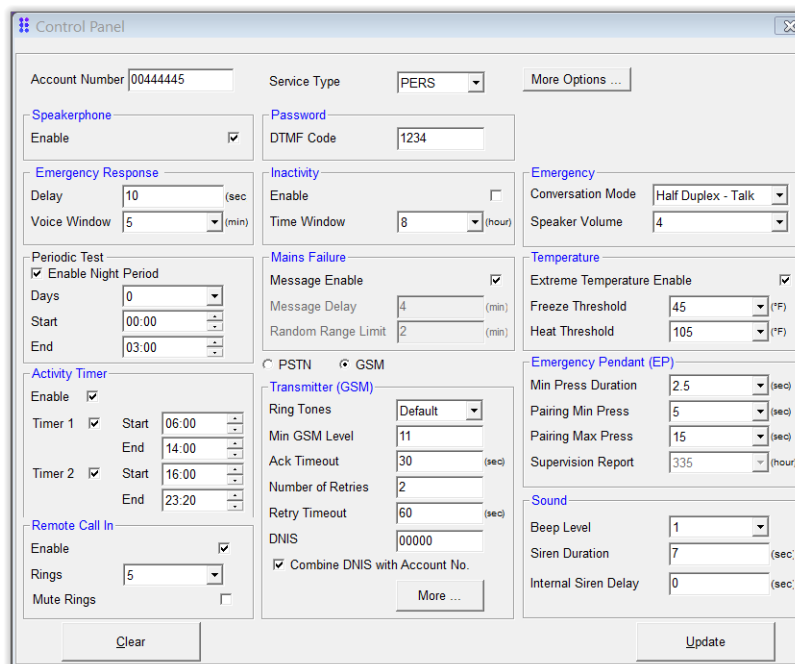 Control Panel
Account Number 00444445
Service Type PERS
More Options ...
Speakerphone
Enable
Password
DTMF Code 1234
Emergency Response
Delay 10 (sec
Voice Window 5 (min)
Inactivity
Enable
Time Window 8 (hour)
Emergency
Conversation Mode Half Duplex - Talk
Speaker Volume 4
Periodic Test
Enable Night Period
Days 0
Start 00:00
End 03:00
Mains Failure
Message Enable
Message Delay 4 (min)
Random Range Limit 2 (min)
Temperature
Extreme Temperature Enable
Freeze Threshold 45 (°F)
Heat Threshold 105 (°F)
Activity Timer
Enable
Timer 1 Start 06:00
End 14:00
Timer 2 Start 16:00
End 23:20
PSTN GSM
Transmitter (GSM)
Ring Tones Default
Min GSM Level 11
Ack Timeout 30 (sec)
Number of Retries 2
Retry Timeout 60 (sec)
DNIS 00000
Combine DNIS with Account No.
More ...
Emergency Pendant (EP)
Min Press Duration 2.5 (sec)
Pairing Min Press 5 (sec)
Pairing Max Press 15 (sec)
Supervision Report 335 (hour
Remote Call In
Enable
Rings 5
Mute Rings
Sound
Beep Level 1
Siren Duration 7 (sec)
Internal Siren Delay 0 (sec)
Clear
Update